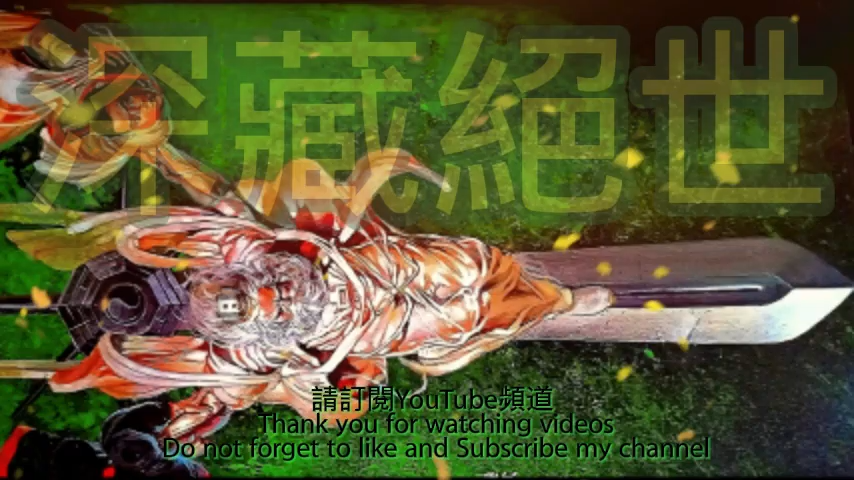 深藏絕世
請訂閱YouTube頻道
Thank you for watching videos
Do not forget to like and Subscribe my channel